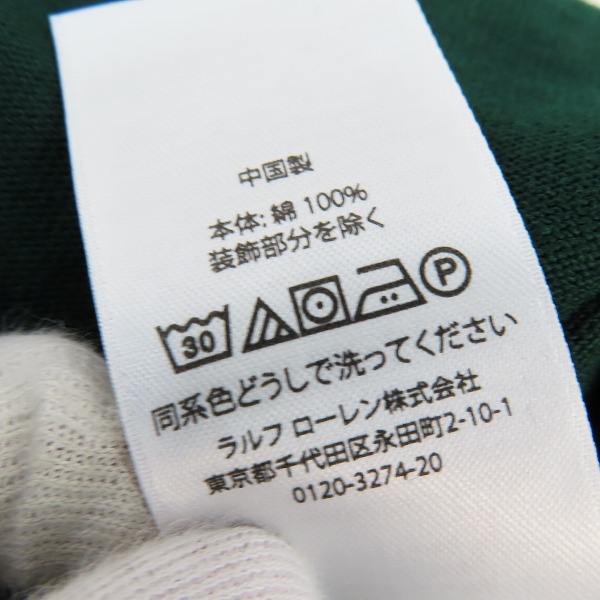 中国製
本体: 綿 100%
装飾部分を除く
30 P
同系色どうしで洗ってください
ラルフ ローレン株式会社
東京都千代田区永田町2-10-1
0120-3274-20